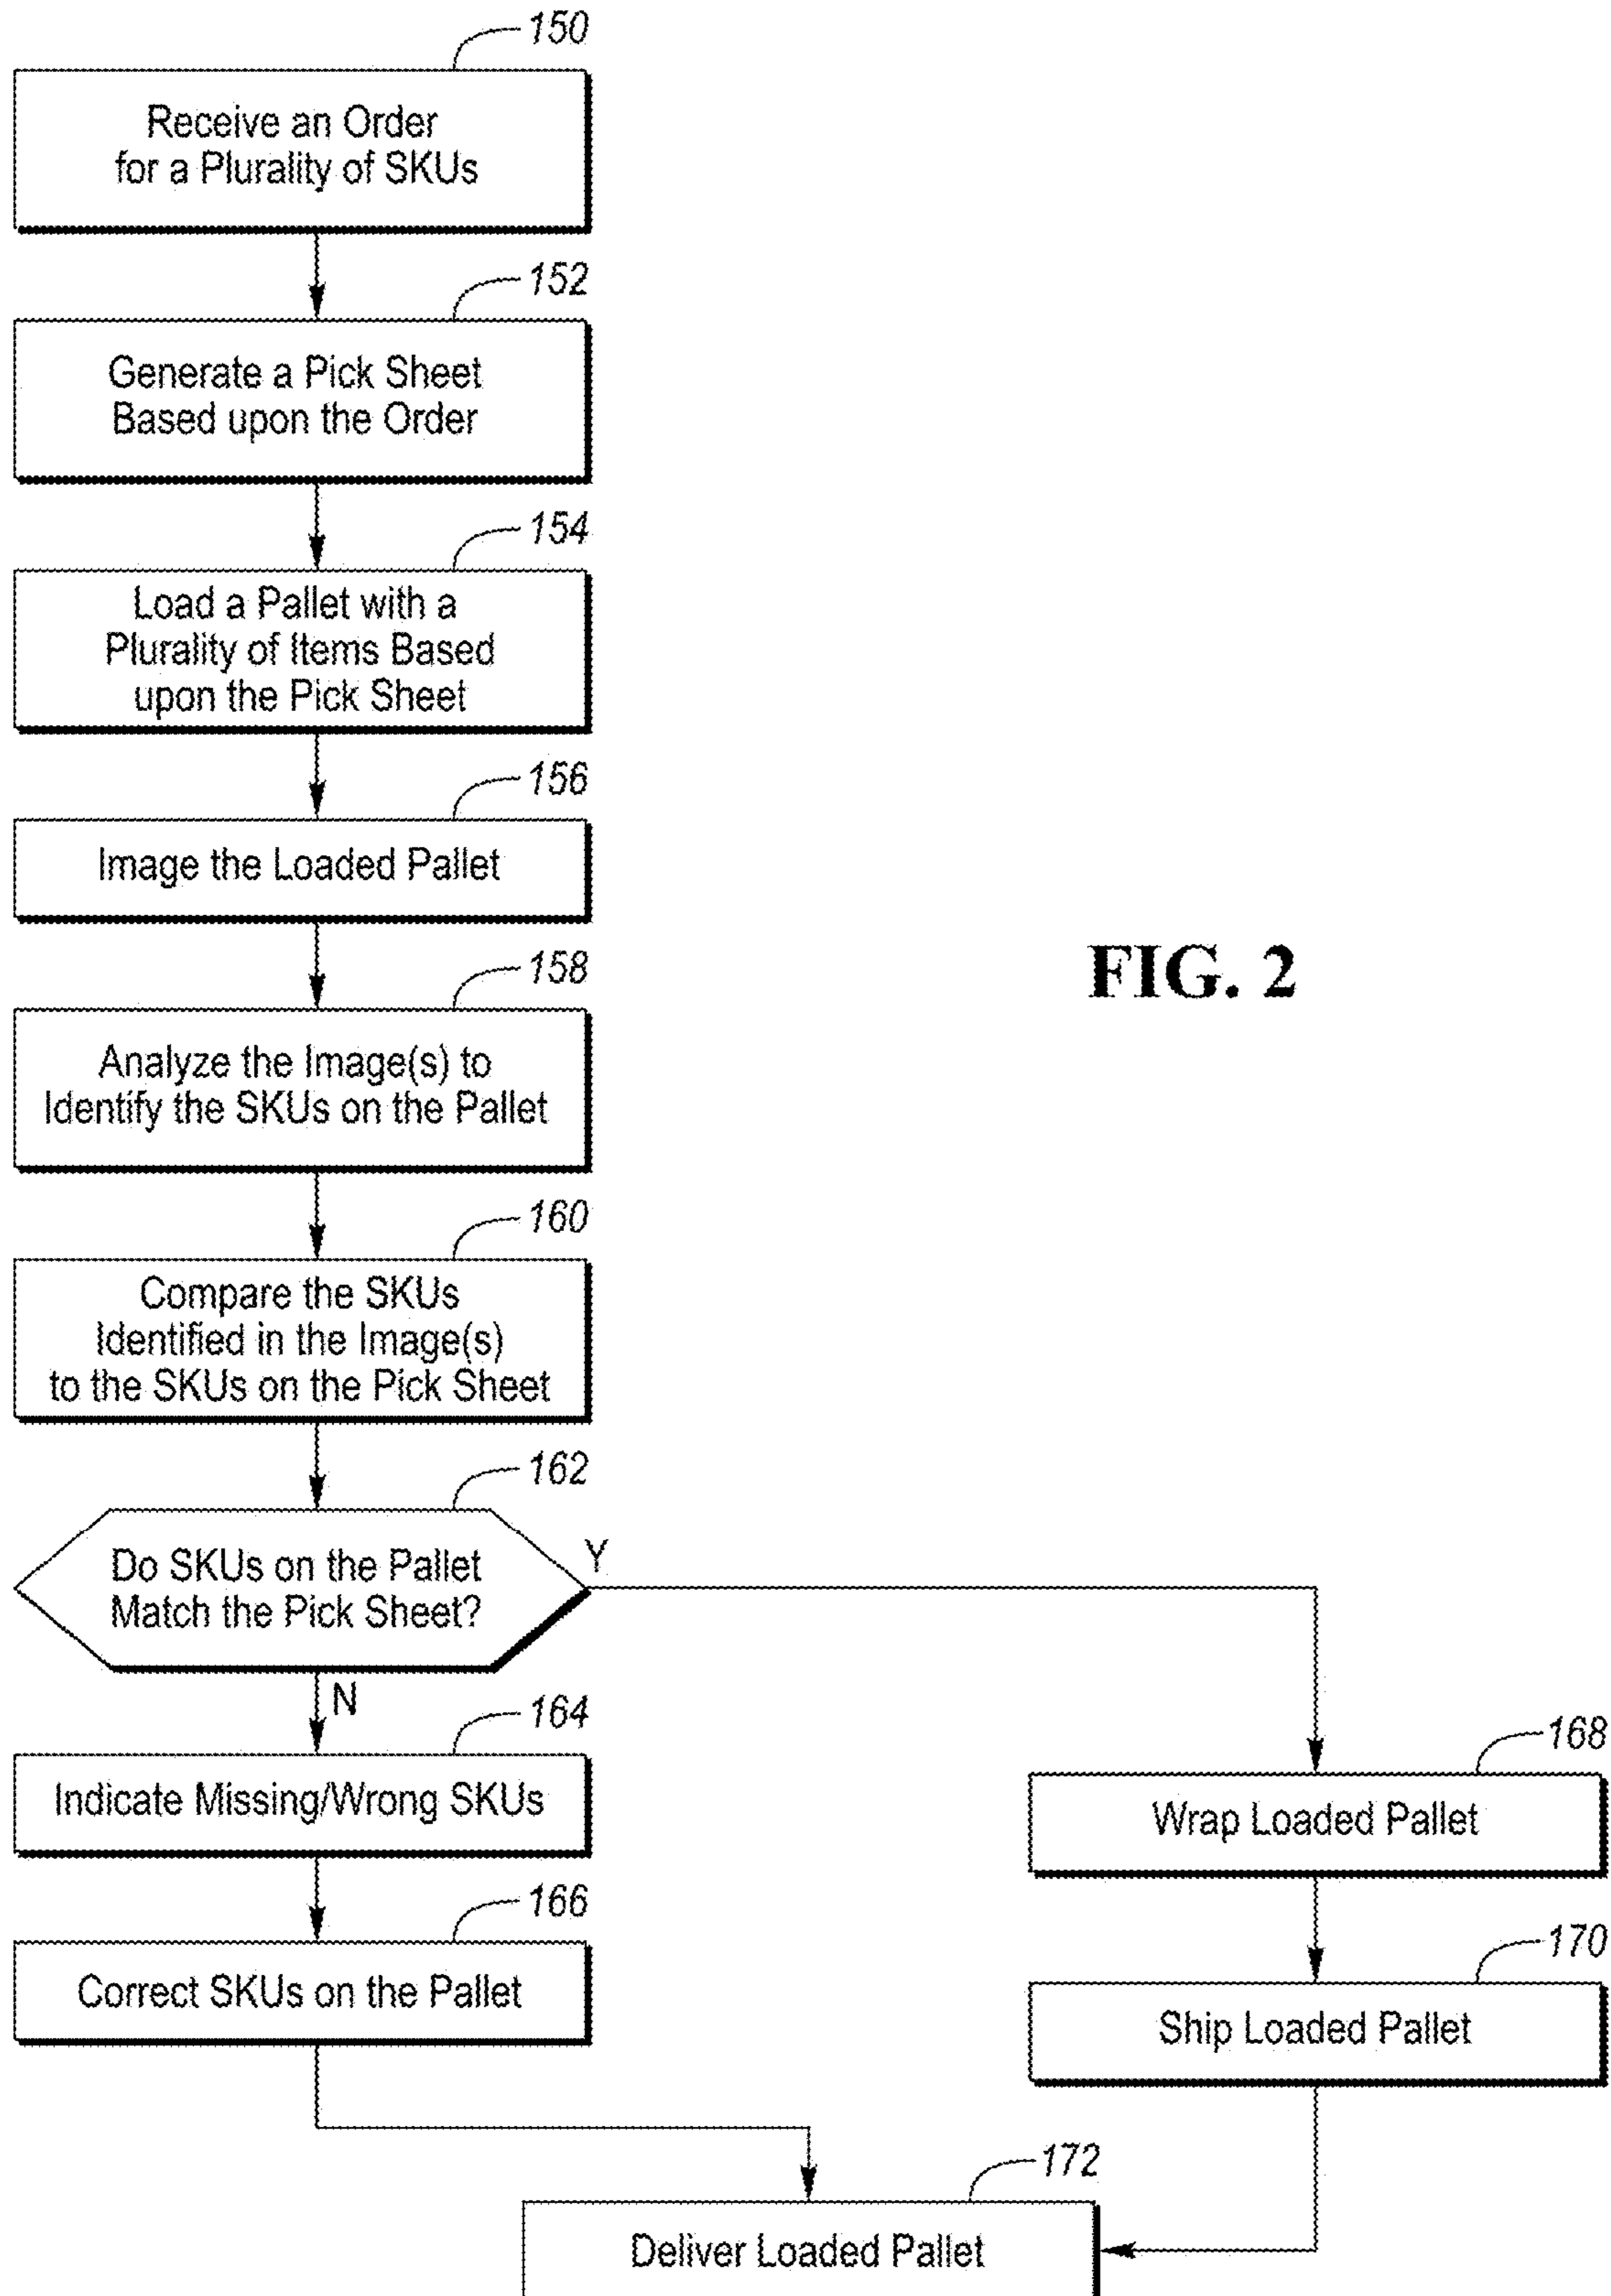 150
Receive an Order
for a Plurality of SKUs
152
Generate a Pick Sheet
Based upon the Order
154
Load a Pallet with a
Plurality of Items Based
upon the Pick Sheet
156
Image the Loaded Pallet
158
Analyze the Image(s) to
Identify the SKUs on the Pallet
FIG. 2
160
Compare the SKUs
Identified in the Image(s)
to the SKUs on the Pick Sheet
162
Do SKUs on the Pallet
Match the Pick Sheet?
Y
N
164
Indicate Missing/Wrong SKUs
166
Correct SKUs on the Pallet
168
Wrap Loaded Pallet
170
Ship Loaded Pallet
172
Deliver Loaded Pallet